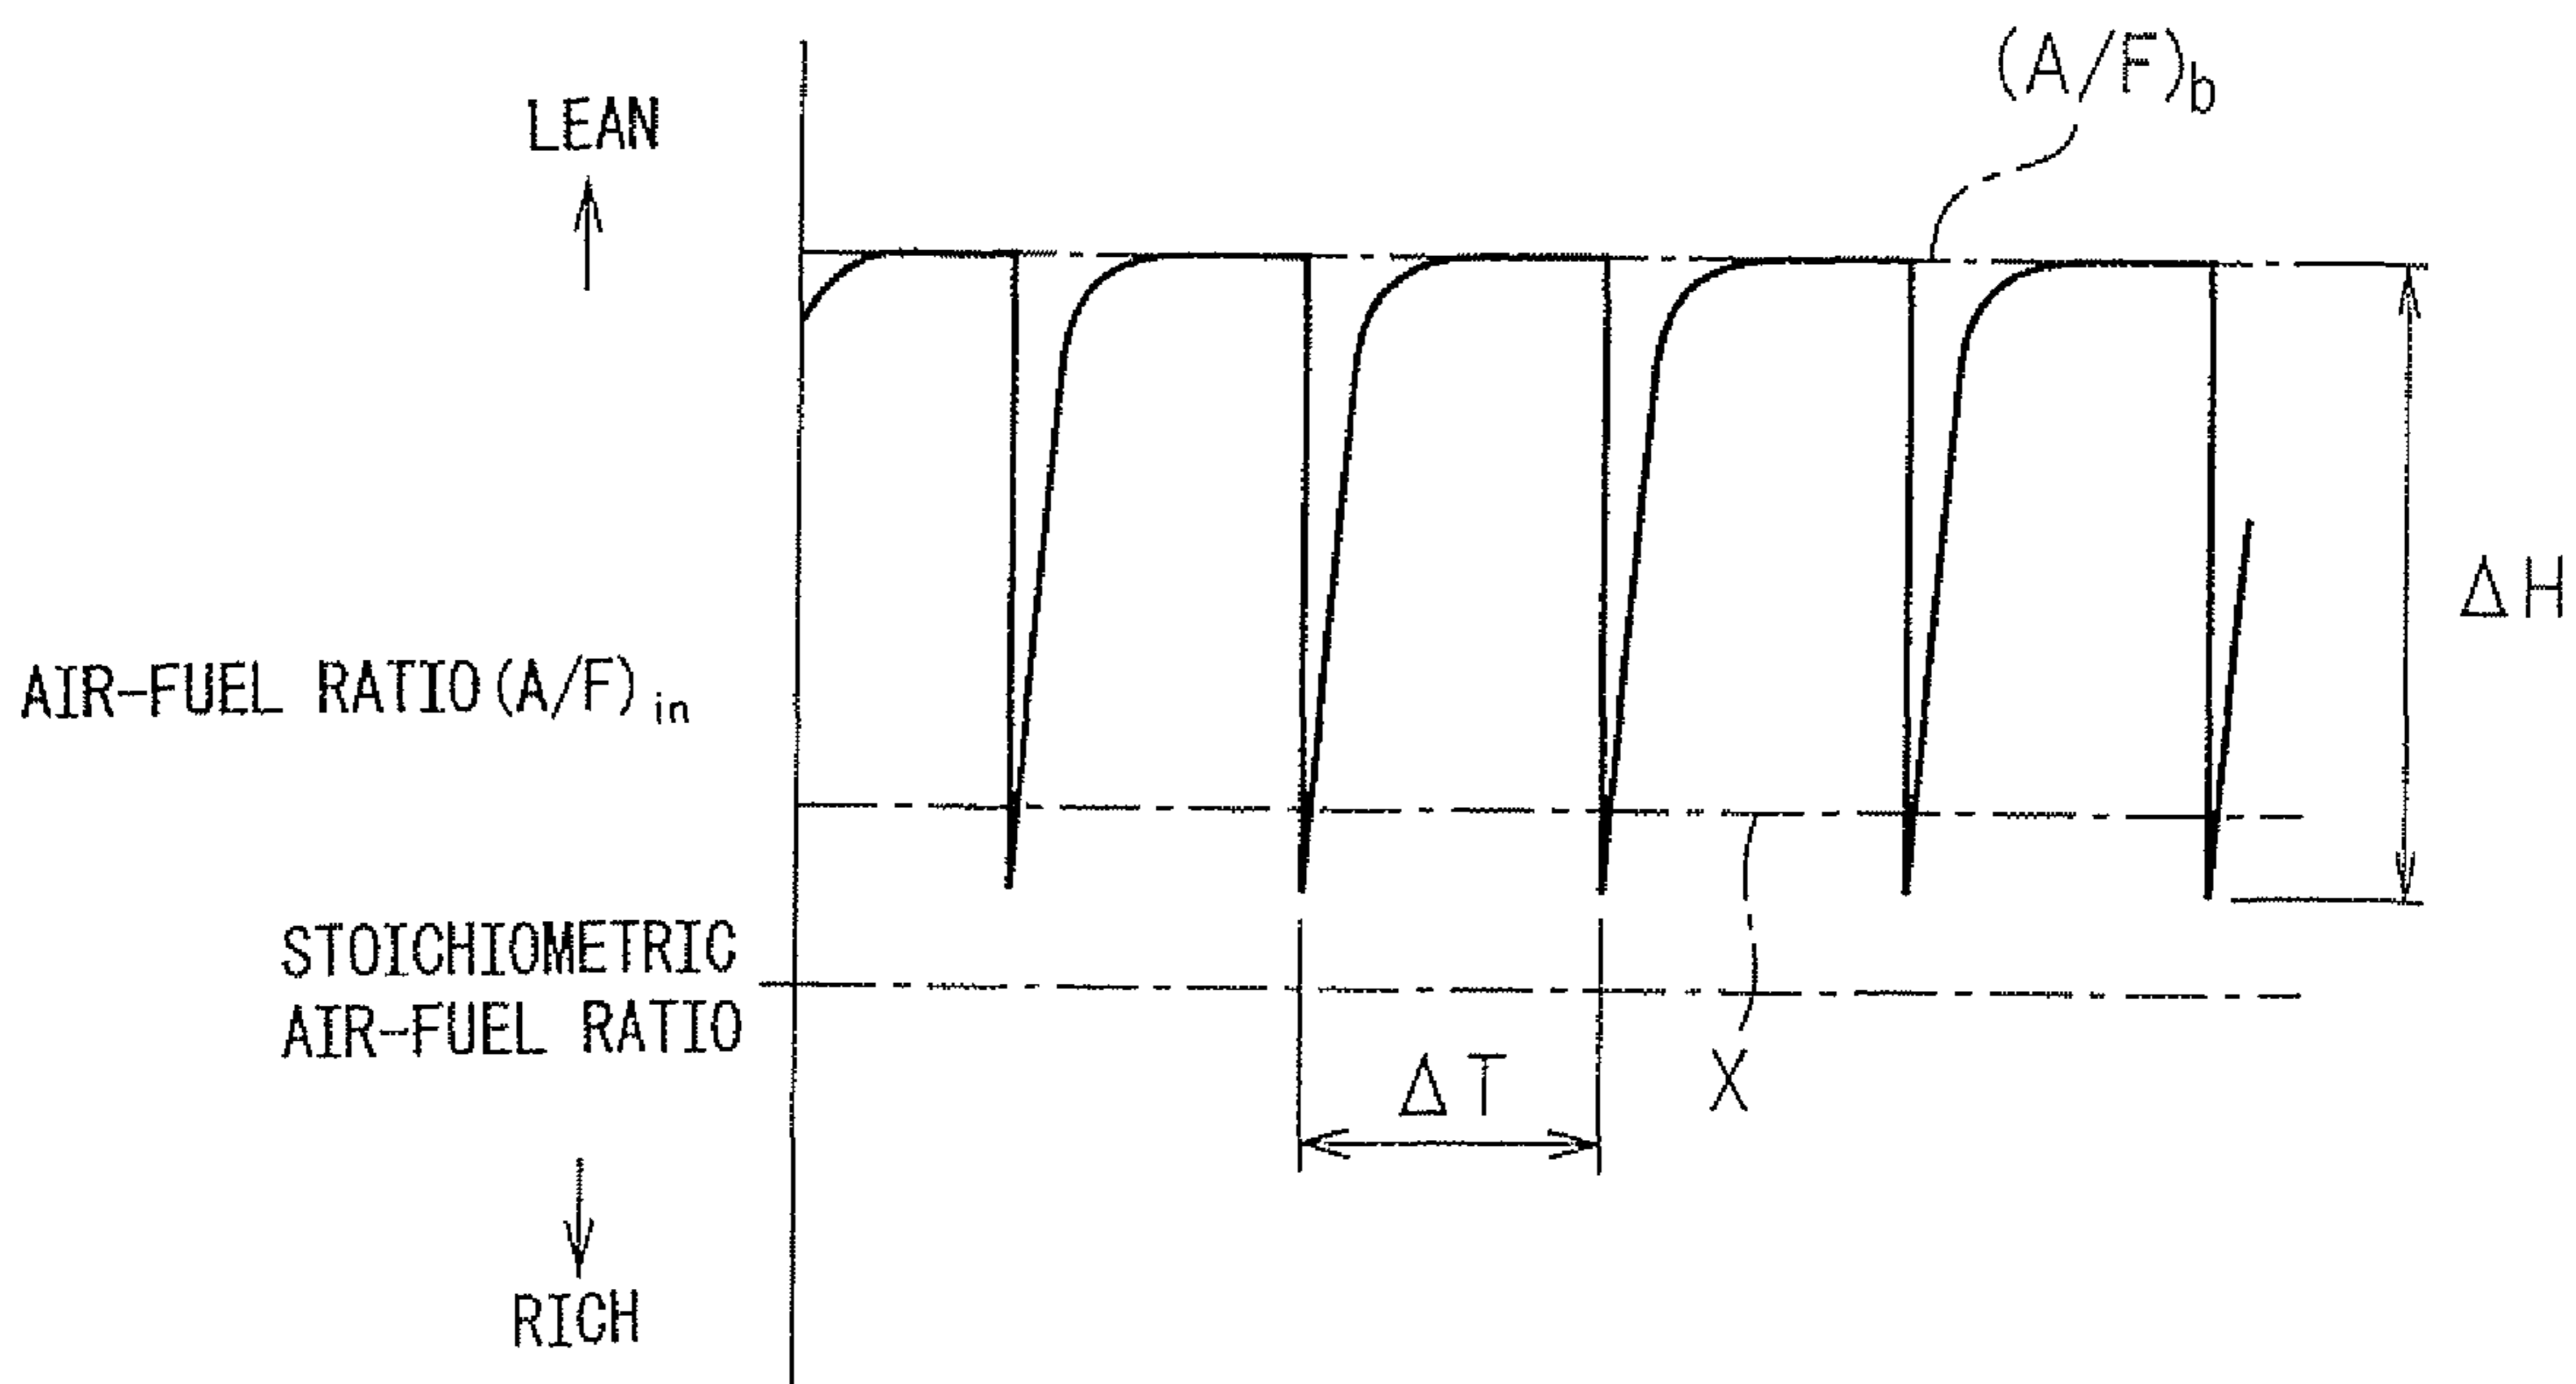 (A/F)b
LEAN
ΔH
AIR-FUEL RATIO(A/F)in
STOICHIOMETRIC
AIR-FUEL RATIO
ΔT
X
RICH